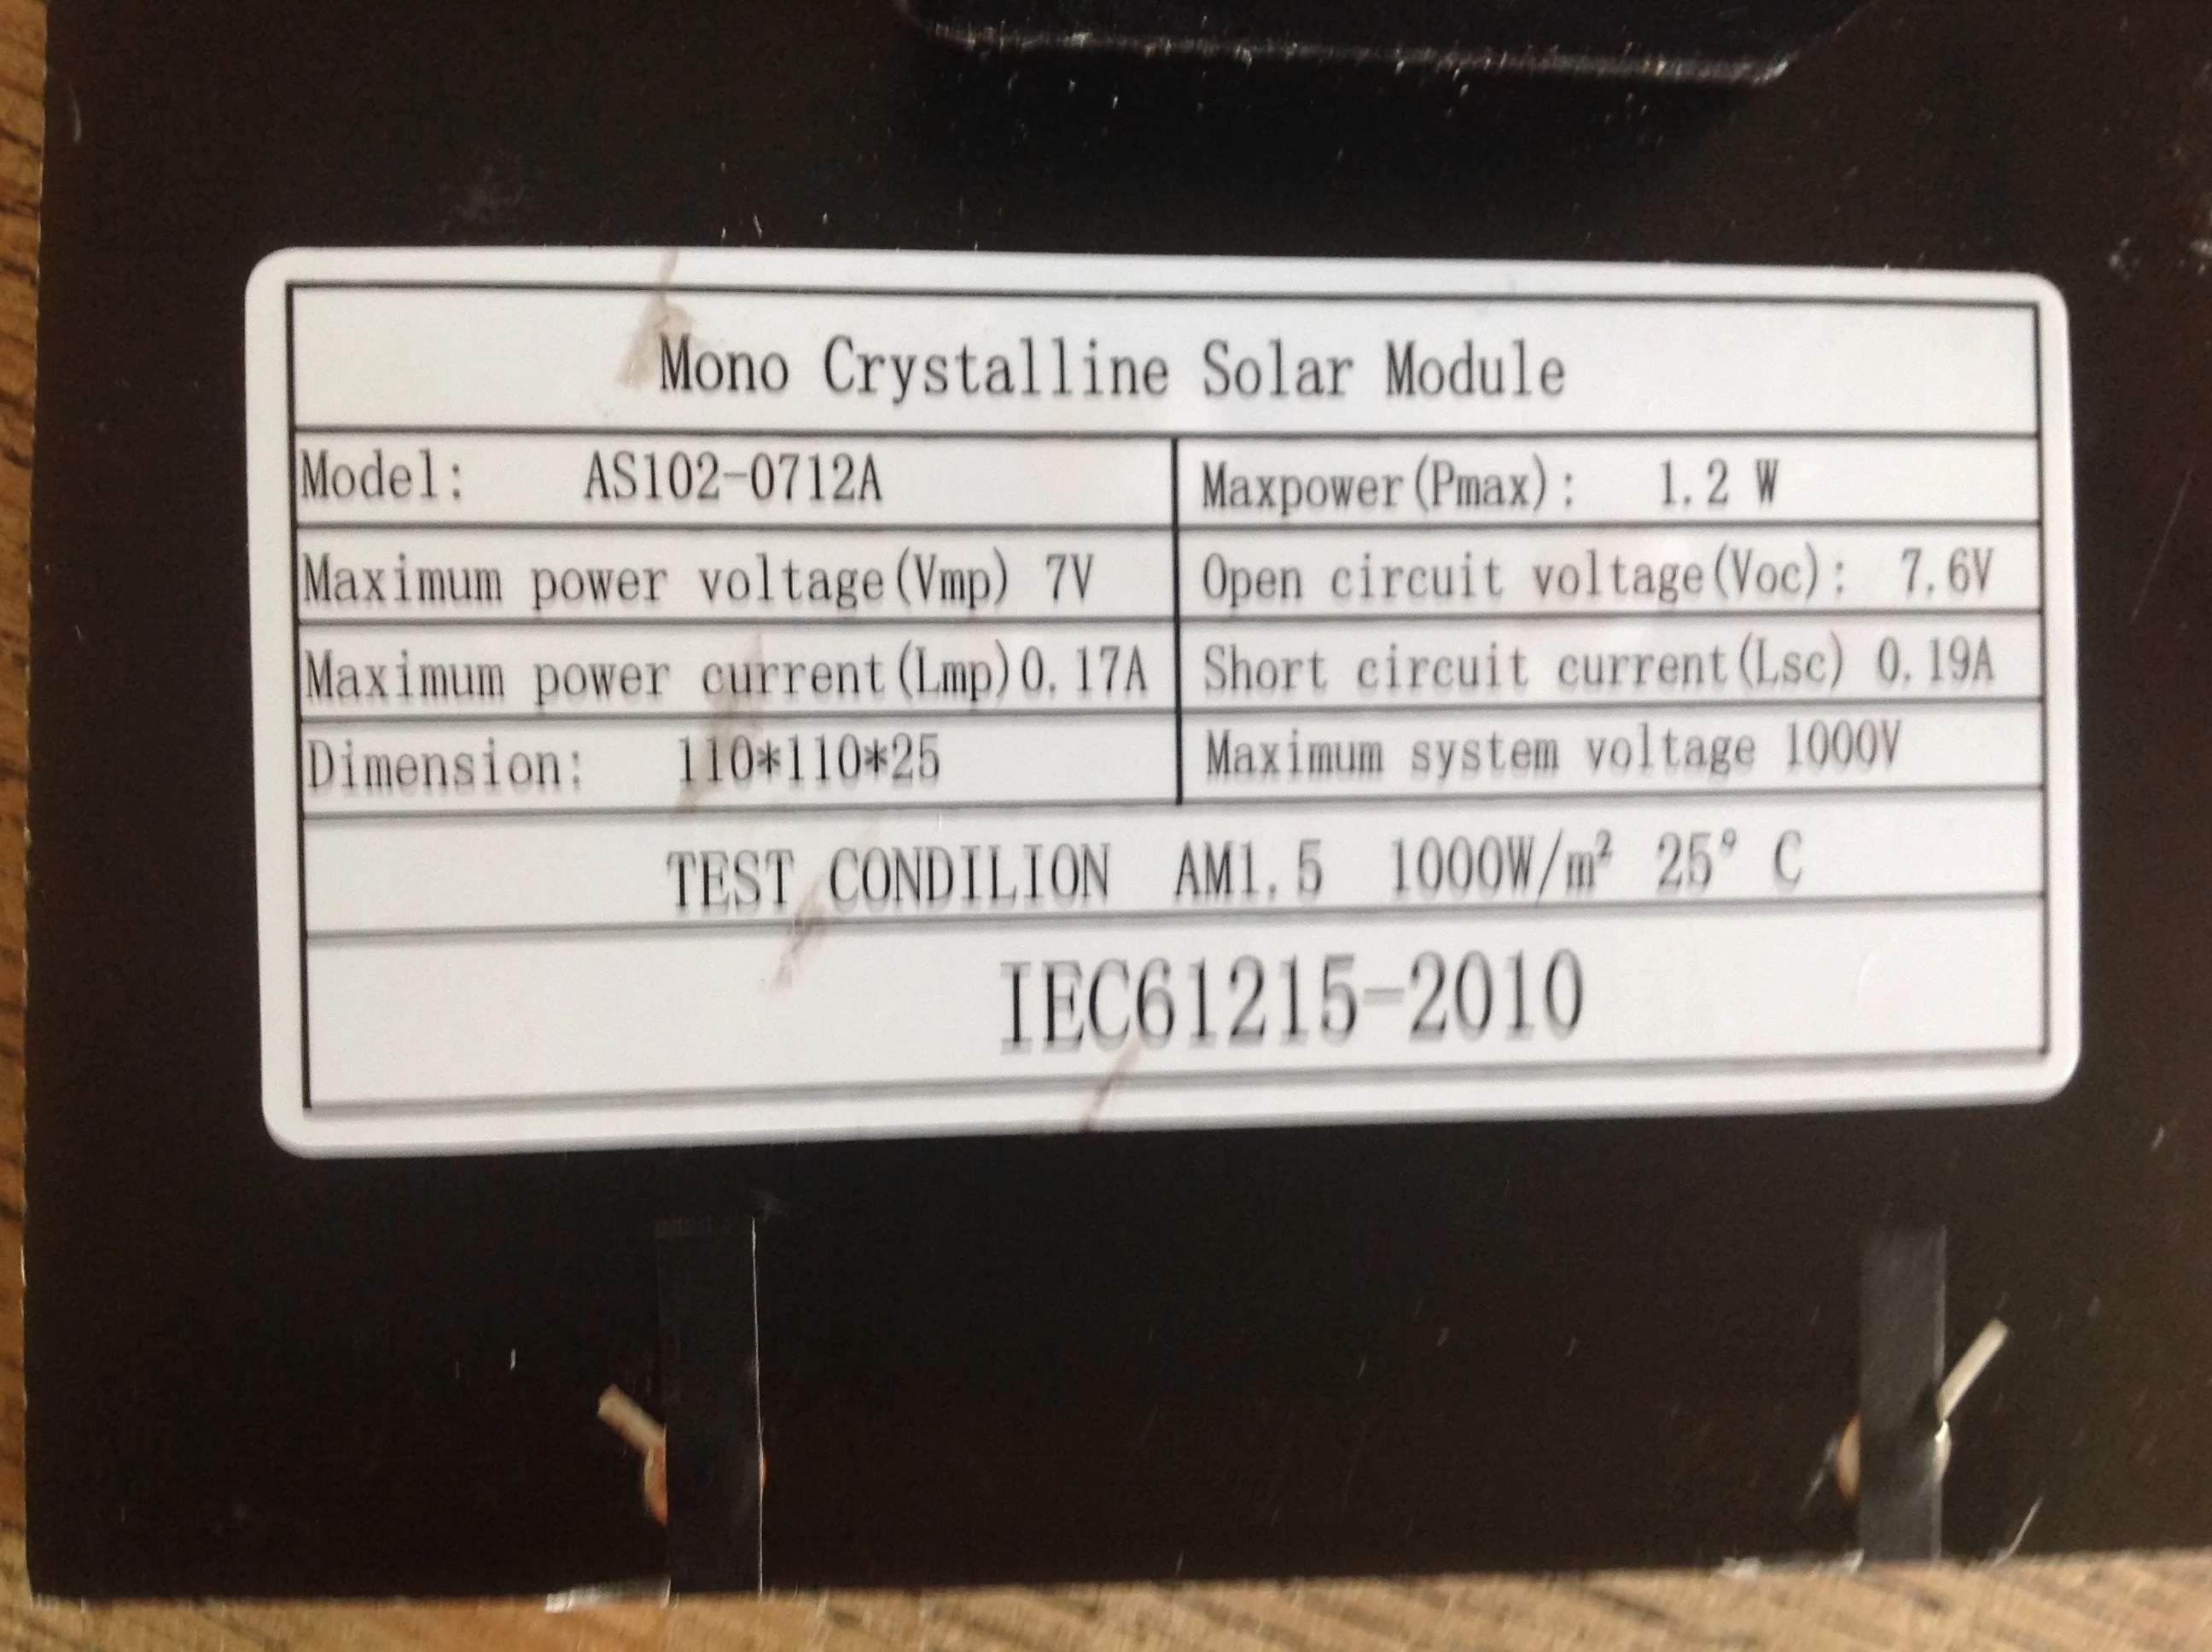 Mono Crystalline Solar Module
Model: AS102-0712A
Maxpower(Pmax): 1.2 W
Maximum power voltage(Vmp) 7V
Open circuit voltage(Voc): 7.6V
Maximum power current(Lmp)0.17A
Short circuit current(Lsc) 0.19A
Dimension: 110*110*25
Maximum system voltage 1000V
TEST CONDILION AM1.5 1000W/m² 25° C
IEC61215-2010